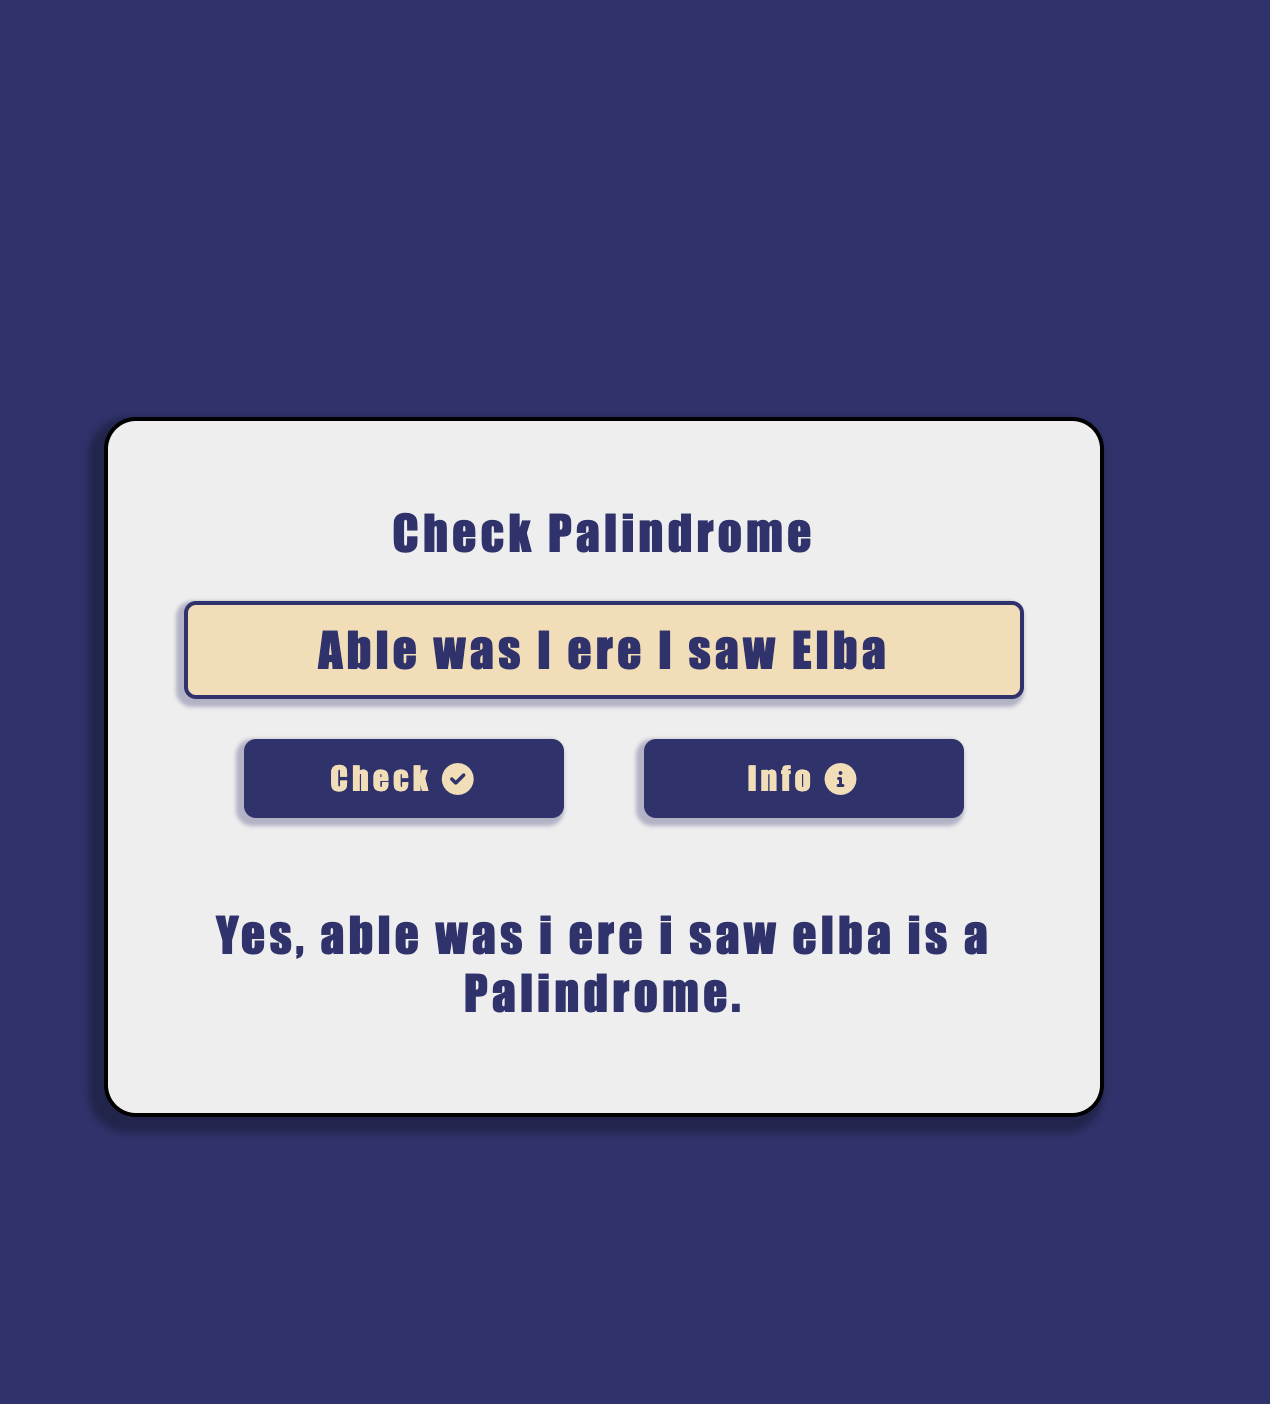 Check Palindrome
Able was I ere I saw Elba
Check
Info
Yes, able was i ere i saw elba is a
Palindrome.